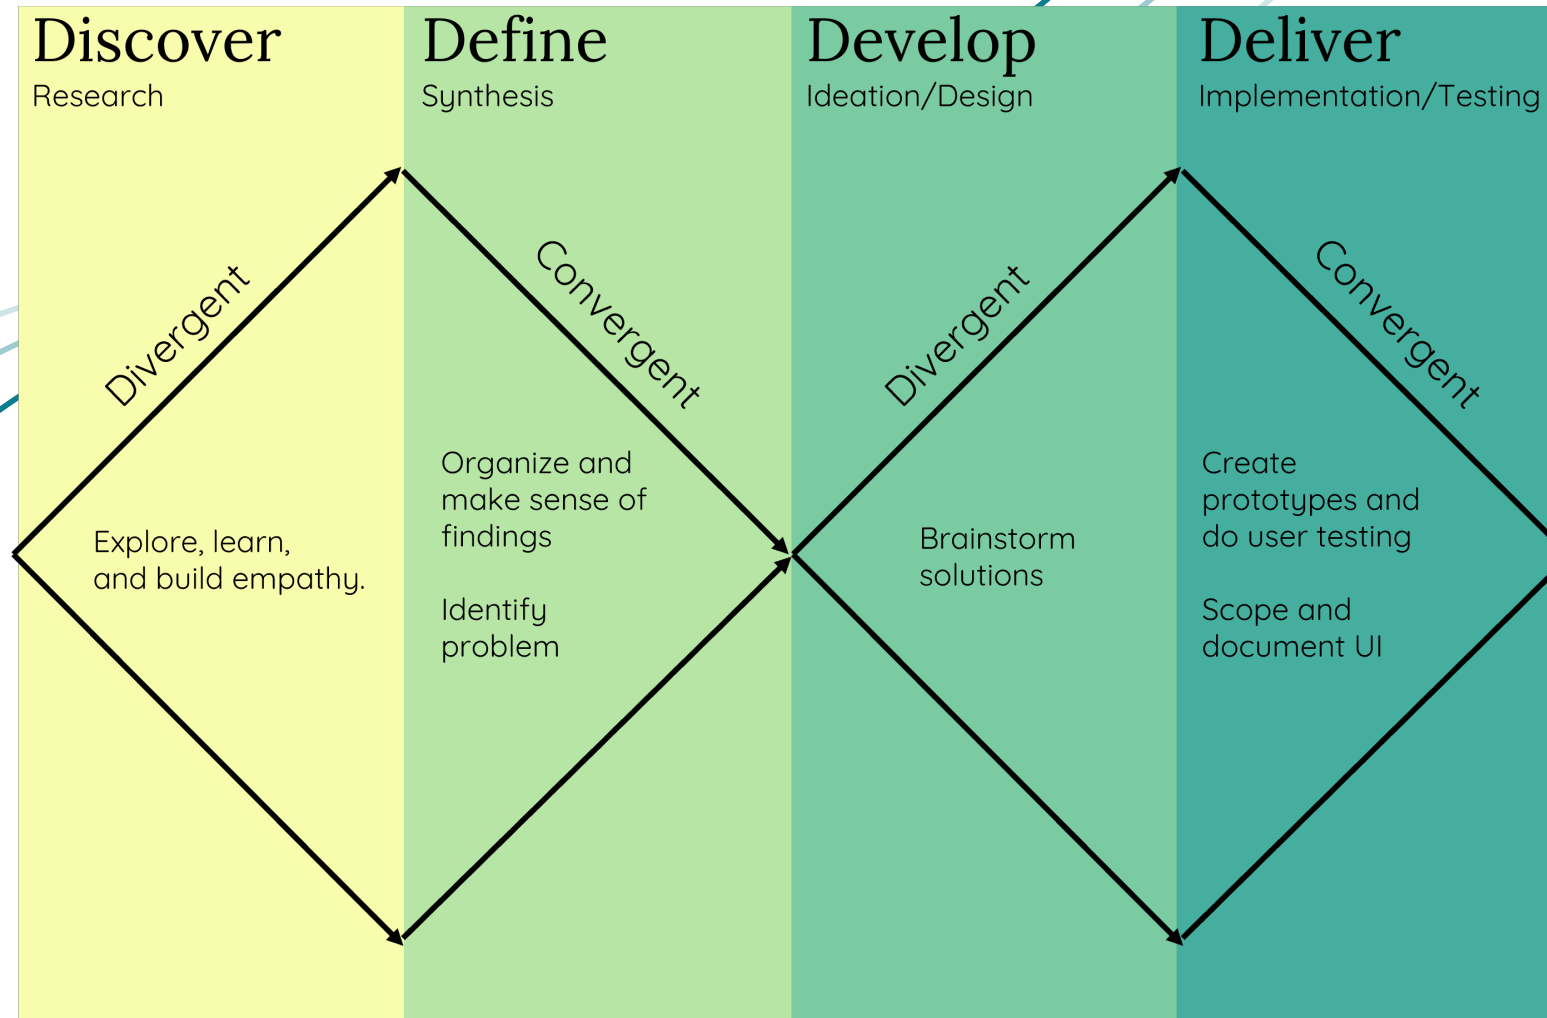 Discover
Research
Divergent
Explore, learn,
and build empathy.
Define
Synthesis
Convergent
Organize and
make sense of
findings
Identify
problem
Develop
Ideation/Design
Divergent
Brainstorm
solutions
Deliver
Implementation/Testing
Convergent
Create
prototypes and
do user testing
Scope and
document UI